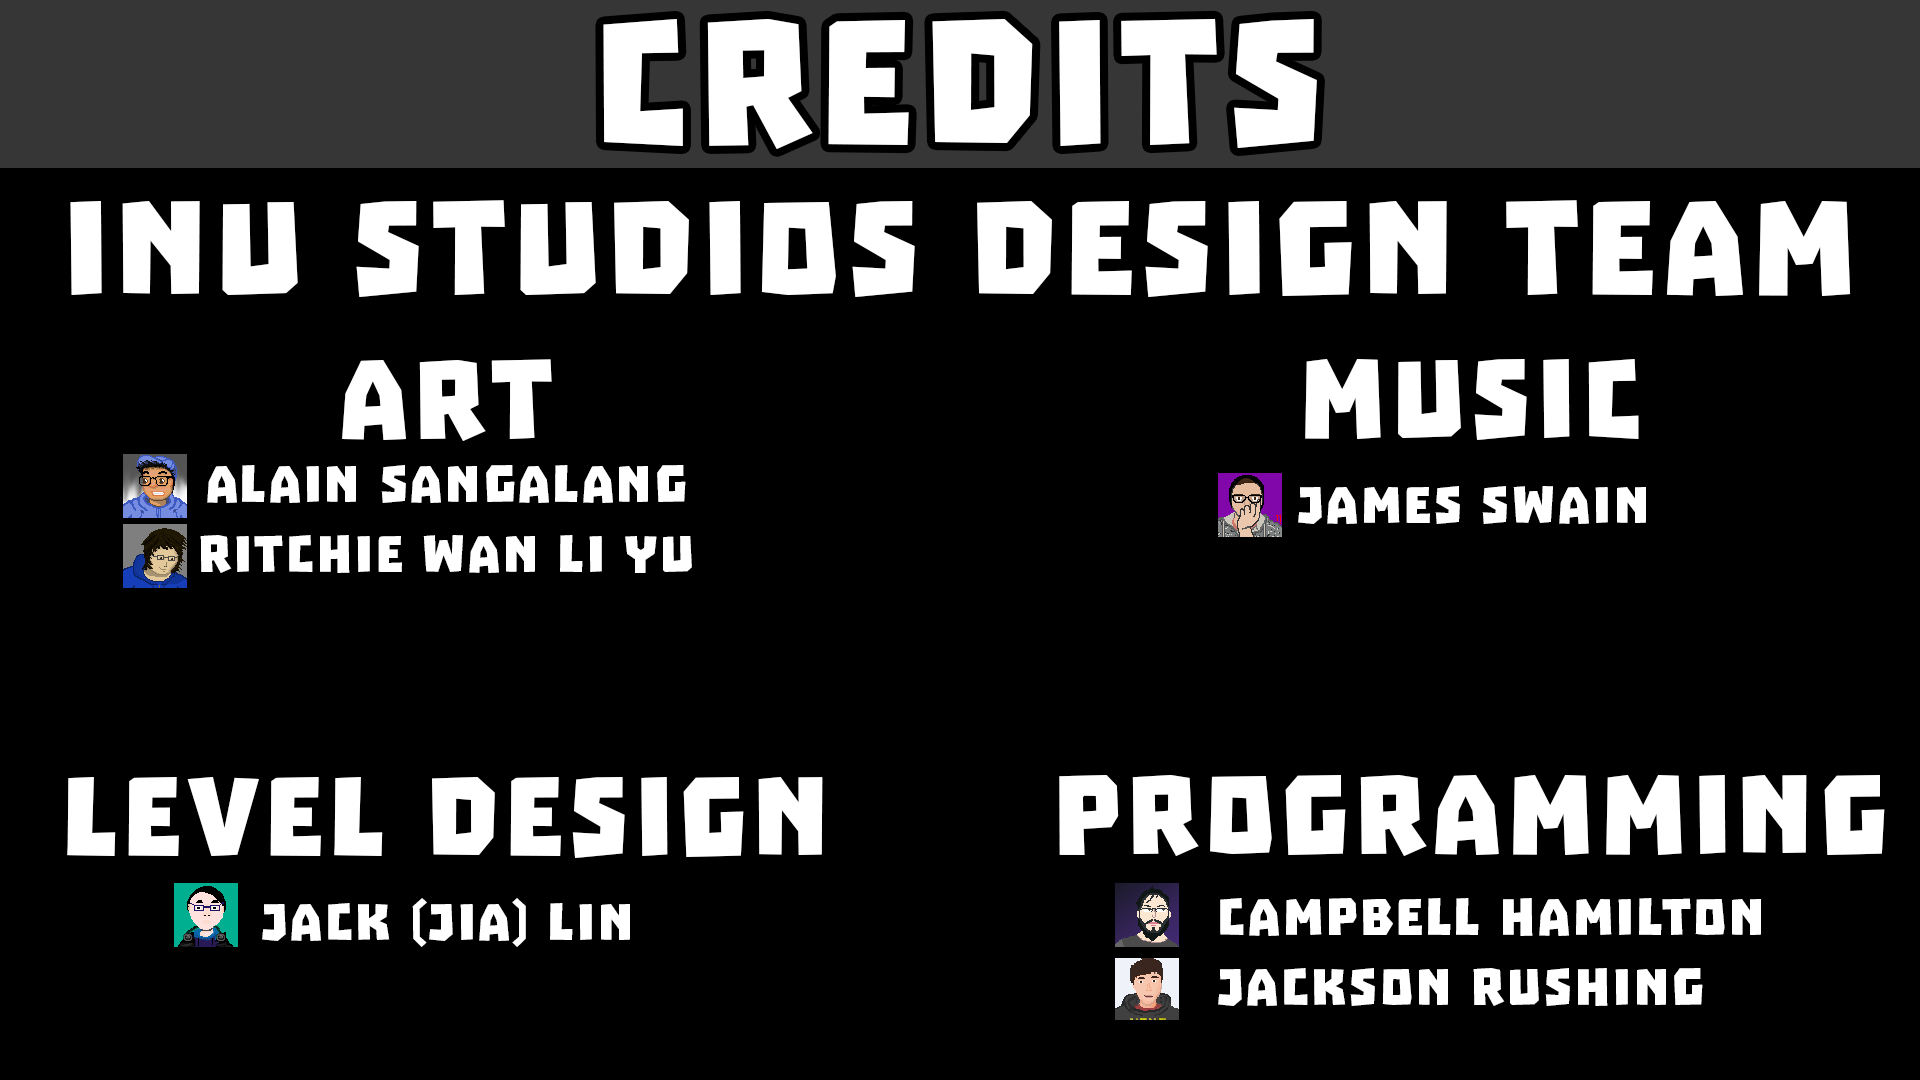 CREDITS
INU STUDIOS DESIGN TEAM
ART
ALAIN SANGALANG
RITCHIE WAN LI YU
MUSIC
JAMES SWAIN
LEVEL DESIGN
JACK (JIA) LIN
PROGRAMMING
CAMPBELL HAMILTON
JACKSON RUSHING